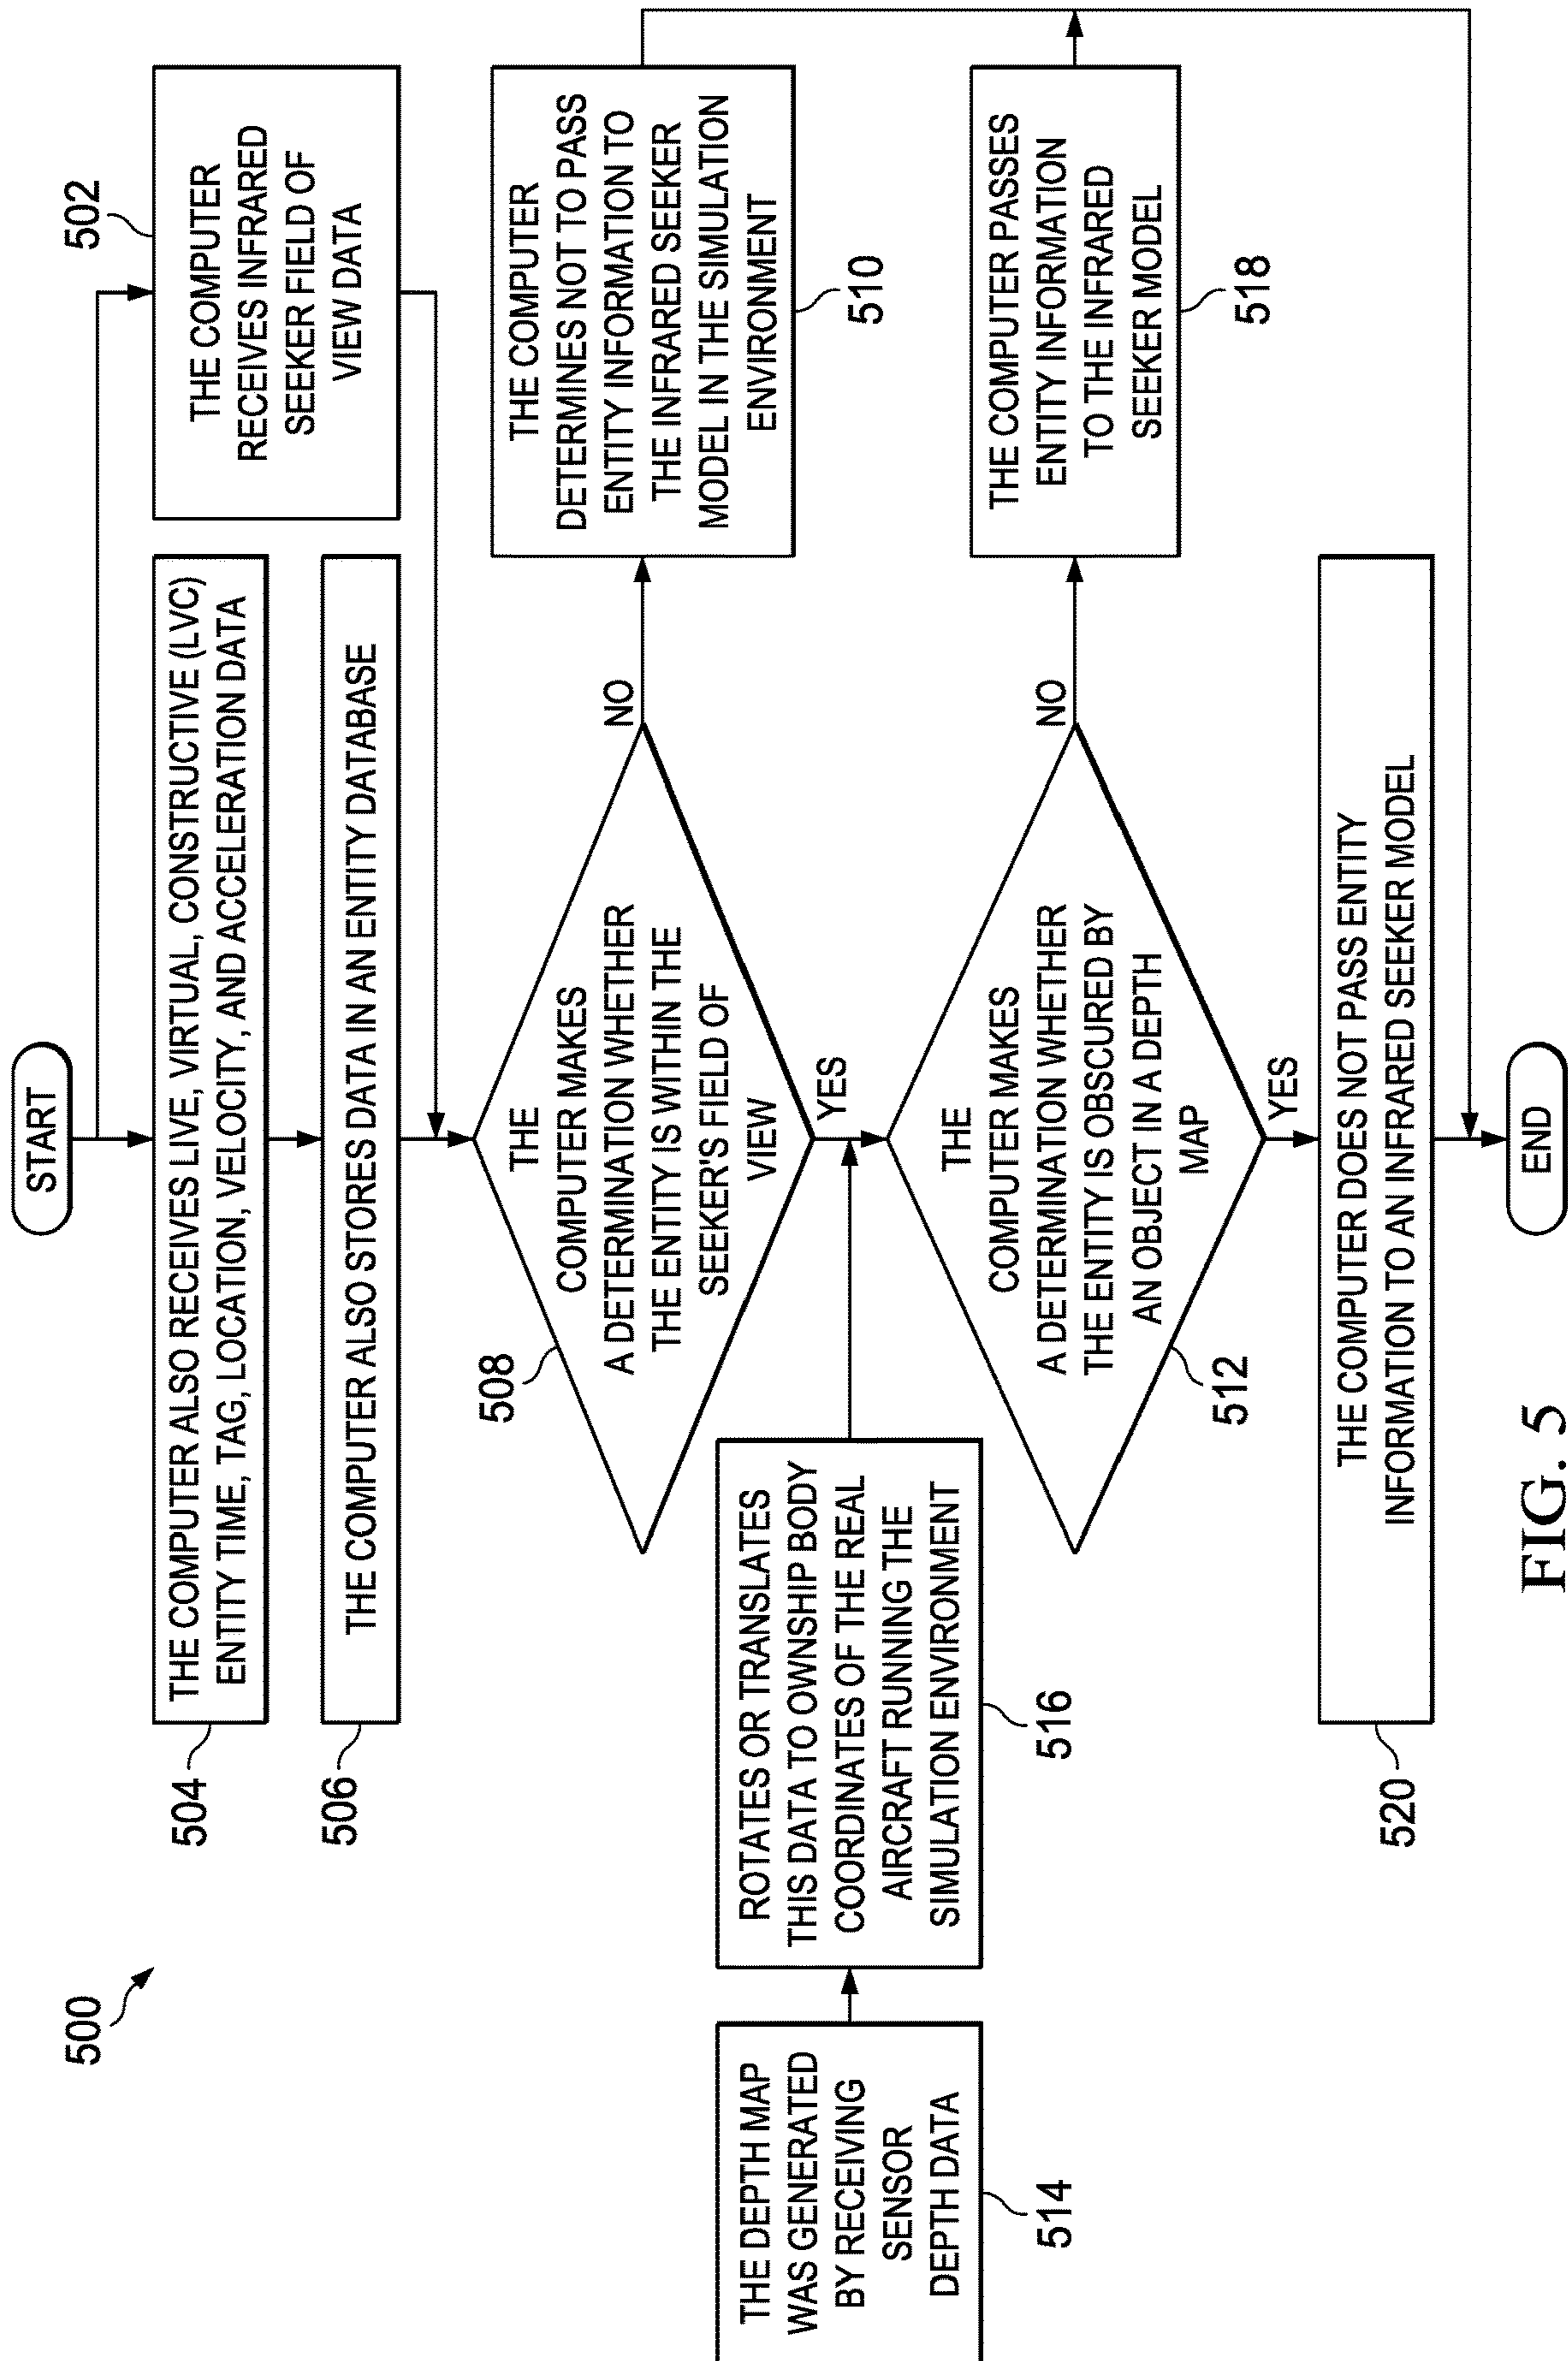 500
START
502
THE COMPUTER
RECEIVES INFRARED
SEEKER FIELD OF
VIEW DATA
504
THE COMPUTER ALSO RECEIVES LIVE, VIRTUAL, CONSTRUCTIVE (LVC)
ENTITY TIME, TAG, LOCATION, VELOCITY, AND ACCELERATION DATA
506
THE COMPUTER ALSO STORES DATA IN AN ENTITY DATABASE
508
THE
COMPUTER MAKES
A DETERMINATION WHETHER
THE ENTITY IS WITHIN THE
SEEKER'S FIELD OF
VIEW
NO
YES
THE COMPUTER
DETERMINES NOT TO PASS
ENTITY INFORMATION TO
THE INFRARED SEEKER
MODEL IN THE SIMULATION
ENVIRONMENT
510
THE DEPTH MAP
WAS GENERATED
BY RECEIVING
SENSOR
DEPTH DATA
514
ROTATES OR TRANSLATES
THIS DATA TO OWNSHIP BODY
COORDINATES OF THE REAL
AIRCRAFT RUNNING THE
SIMULATION ENVIRONMENT
516
THE
COMPUTER MAKES
A DETERMINATION WHETHER
THE ENTITY IS OBSCURED BY
AN OBJECT IN A DEPTH
MAP
512
NO
YES
THE COMPUTER PASSES
ENTITY INFORMATION
TO THE INFRARED
SEEKER MODEL
518
THE COMPUTER DOES NOT PASS ENTITY
INFORMATION TO AN INFRARED SEEKER MODEL
520
END
FIG. 5